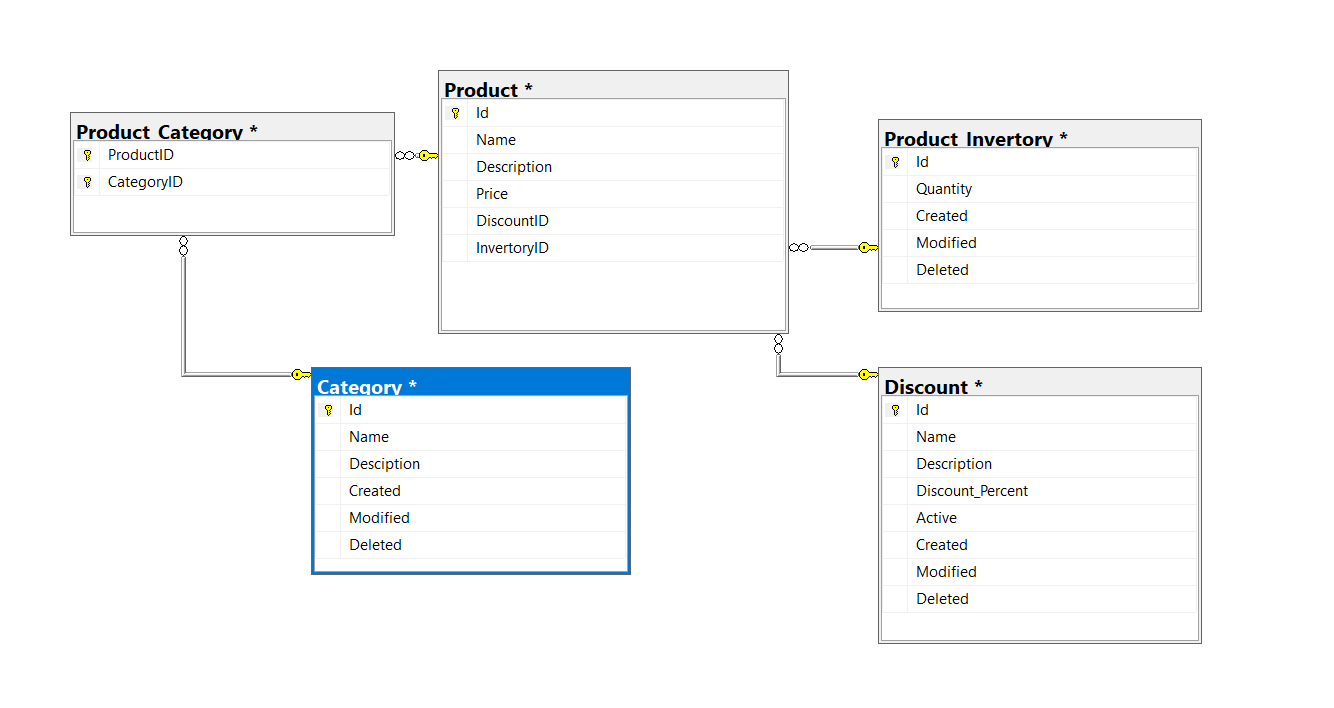 Product_Category *
ProductID
CategoryID
Product *
Id
Name
Description
Price
DiscountID
InvertoryID
Product_Invertory *
Id
Quantity
Created
Modified
Deleted
Category *
Id
Name
Desciption
Created
Modified
Deleted
Discount *
Id
Name
Description
Discount_Percent
Active
Created
Modified
Deleted